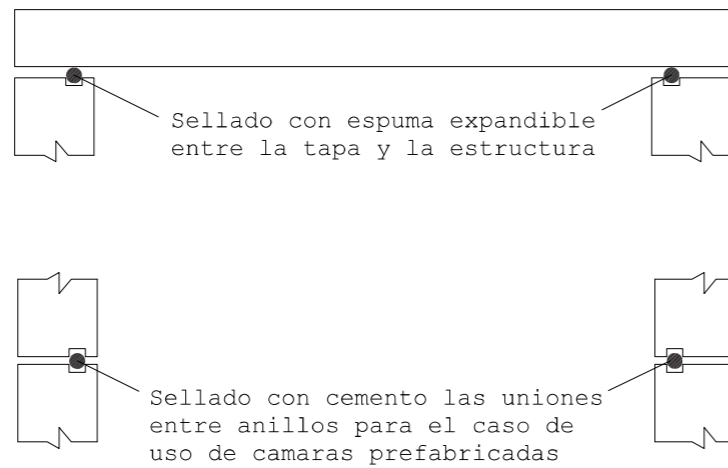 Sellado con espuma expandible
entre la tapa y la estructura
Sellado con cemento las uniones
entre anillos para el caso de
uso de camaras prefabricadas